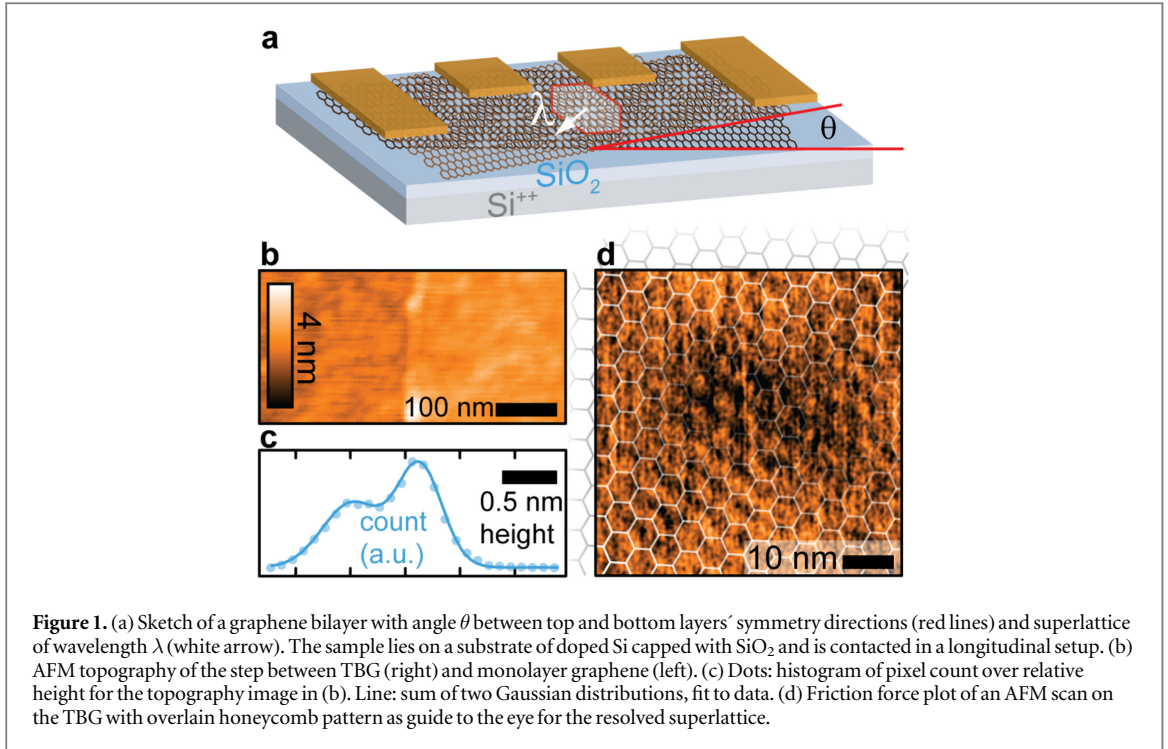 a
λ
θ
SiO₂
Si⁺⁺
b
d
4 nm
100 nm
c
0.5 nm
height
count
(a.u.)
10 nm
Figure 1. (a) Sketch of a graphene bilayer with angle θ between top and bottom layers´ symmetry directions (red lines) and superlattice
of wavelength λ (white arrow). The sample lies on a substrate of doped Si capped with SiO₂ and is contacted in a longitudinal setup. (b)
AFM topography of the step between TBG (right) and monolayer graphene (left). (c) Dots: histogram of pixel count over relative
height for the topography image in (b). Line: sum of two Gaussian distributions, fit to data. (d) Friction force plot of an AFM scan on
the TBG with overlain honeycomb pattern as guide to the eye for the resolved superlattice.